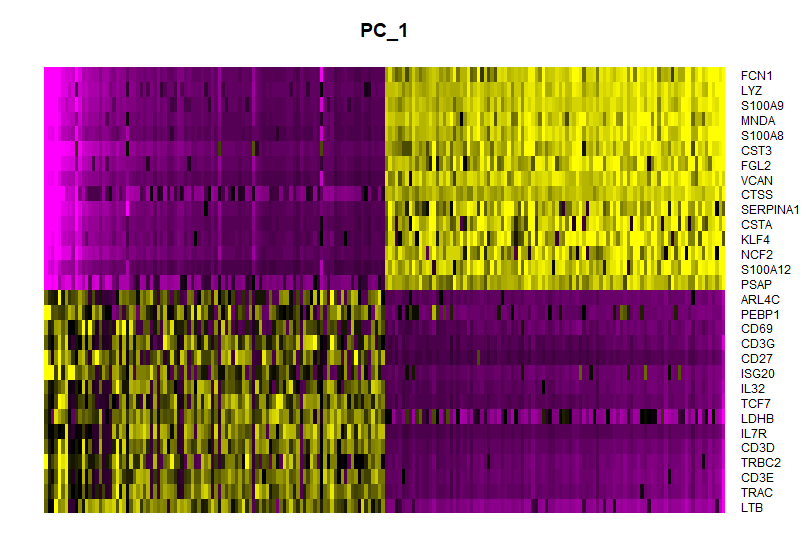 PC_1
FCN1
LYZ
S100A9
MNDA
S100A8
CST3
FGL2
VCAN
CTSS
SERPINA1
CSTA
KLF4
NCF2
S100A12
PSAP
ARL4C
PEBP1
CD69
CD3G
CD27
ISG20
IL32
TCF7
LDHB
IL7R
CD3D
TRBC2
CD3E
TRAC
LTB